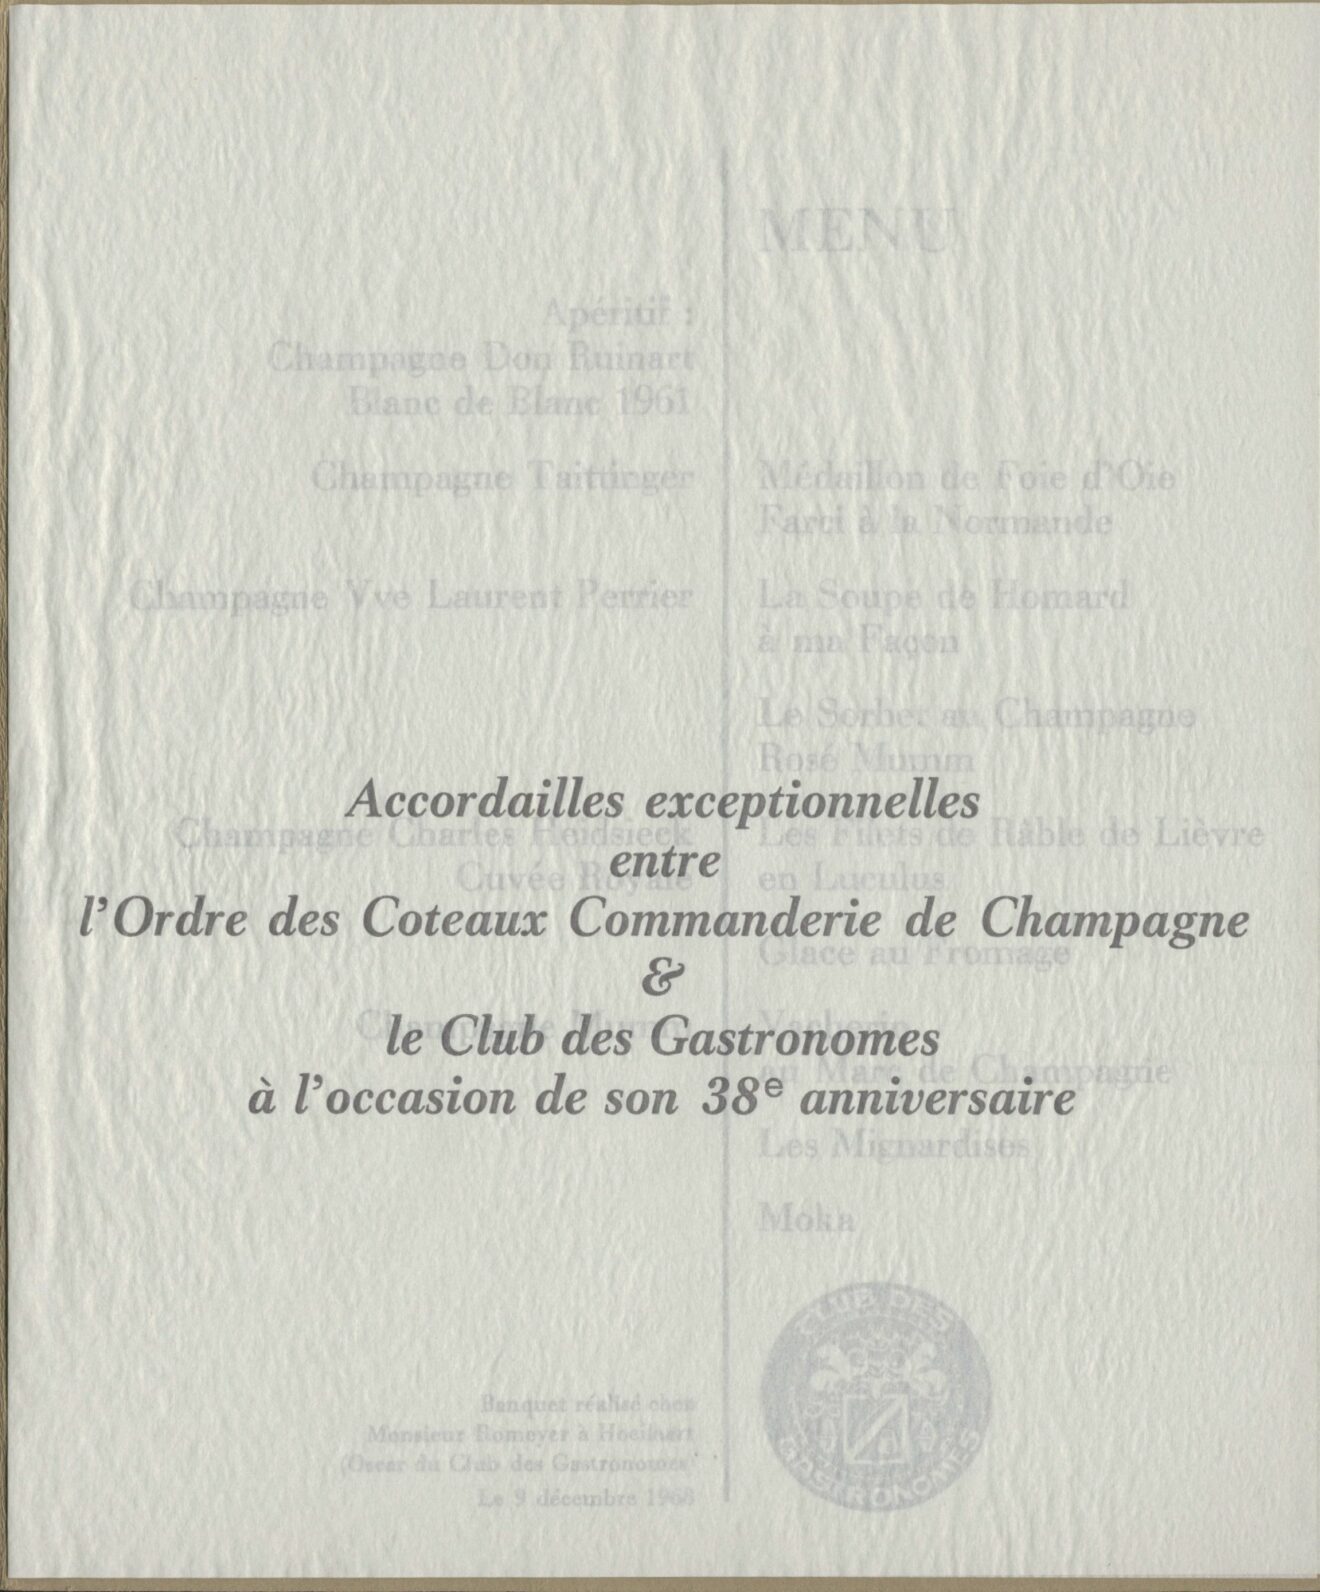 Accordailles exceptionnelles
entre
l'Ordre des Coteaux Commanderie de Champagne
&
le Club des Gastronomes
à l'occasion de son 38e anniversaire
MENU
Apéritif :
Champagne Don Ruinart
Blanc de Blanc 1961
Champagne Taittinger
Médaillon de Foie d'Oie
Farci à la Normande
Champagne Yve Laurent Perrier
La Soupe de Homard
à ma Façon
Le Sorbet au Champagne
Rosé Mumm
Champagne Charles Heidsieck
Cuvée Royale
Les Filets de Râble de Lièvre
en Luculus
Glace au Fromage
Champagne
au Marc de Champagne
Les Mignardises
Moka
Banquet réalisé chez
Monsieur Romeyer à Hoeilaart
(Oscar du Club des Gastronomes
Le 9 décembre 1968
CLUB DES
GASTRONOMES